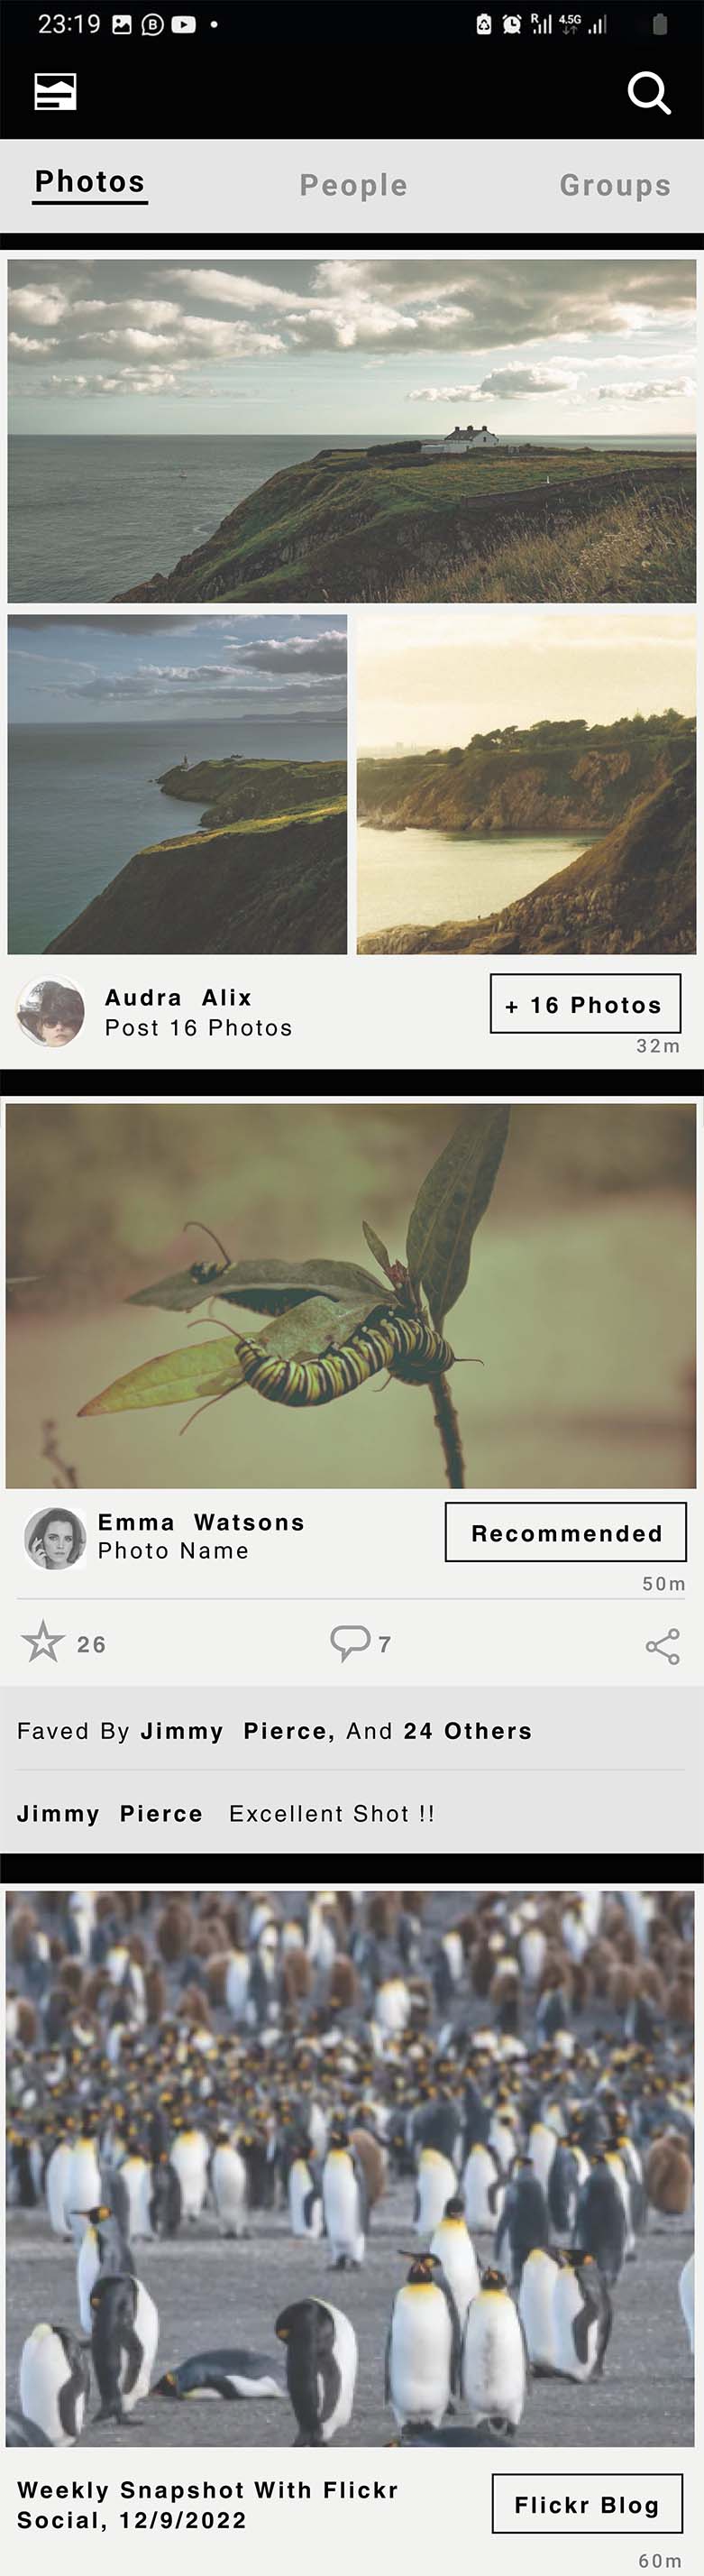 23:19
R 4.5G
Photos People Groups
Audra Alix
Post 16 Photos
+ 16 Photos
32m
Emma Watsons
Photo Name
Recommended
50m
26 7
Faved By Jimmy Pierce, And 24 Others
Jimmy Pierce Excellent Shot !!
Weekly Snapshot With Flickr
Social, 12/9/2022
Flickr Blog
60m